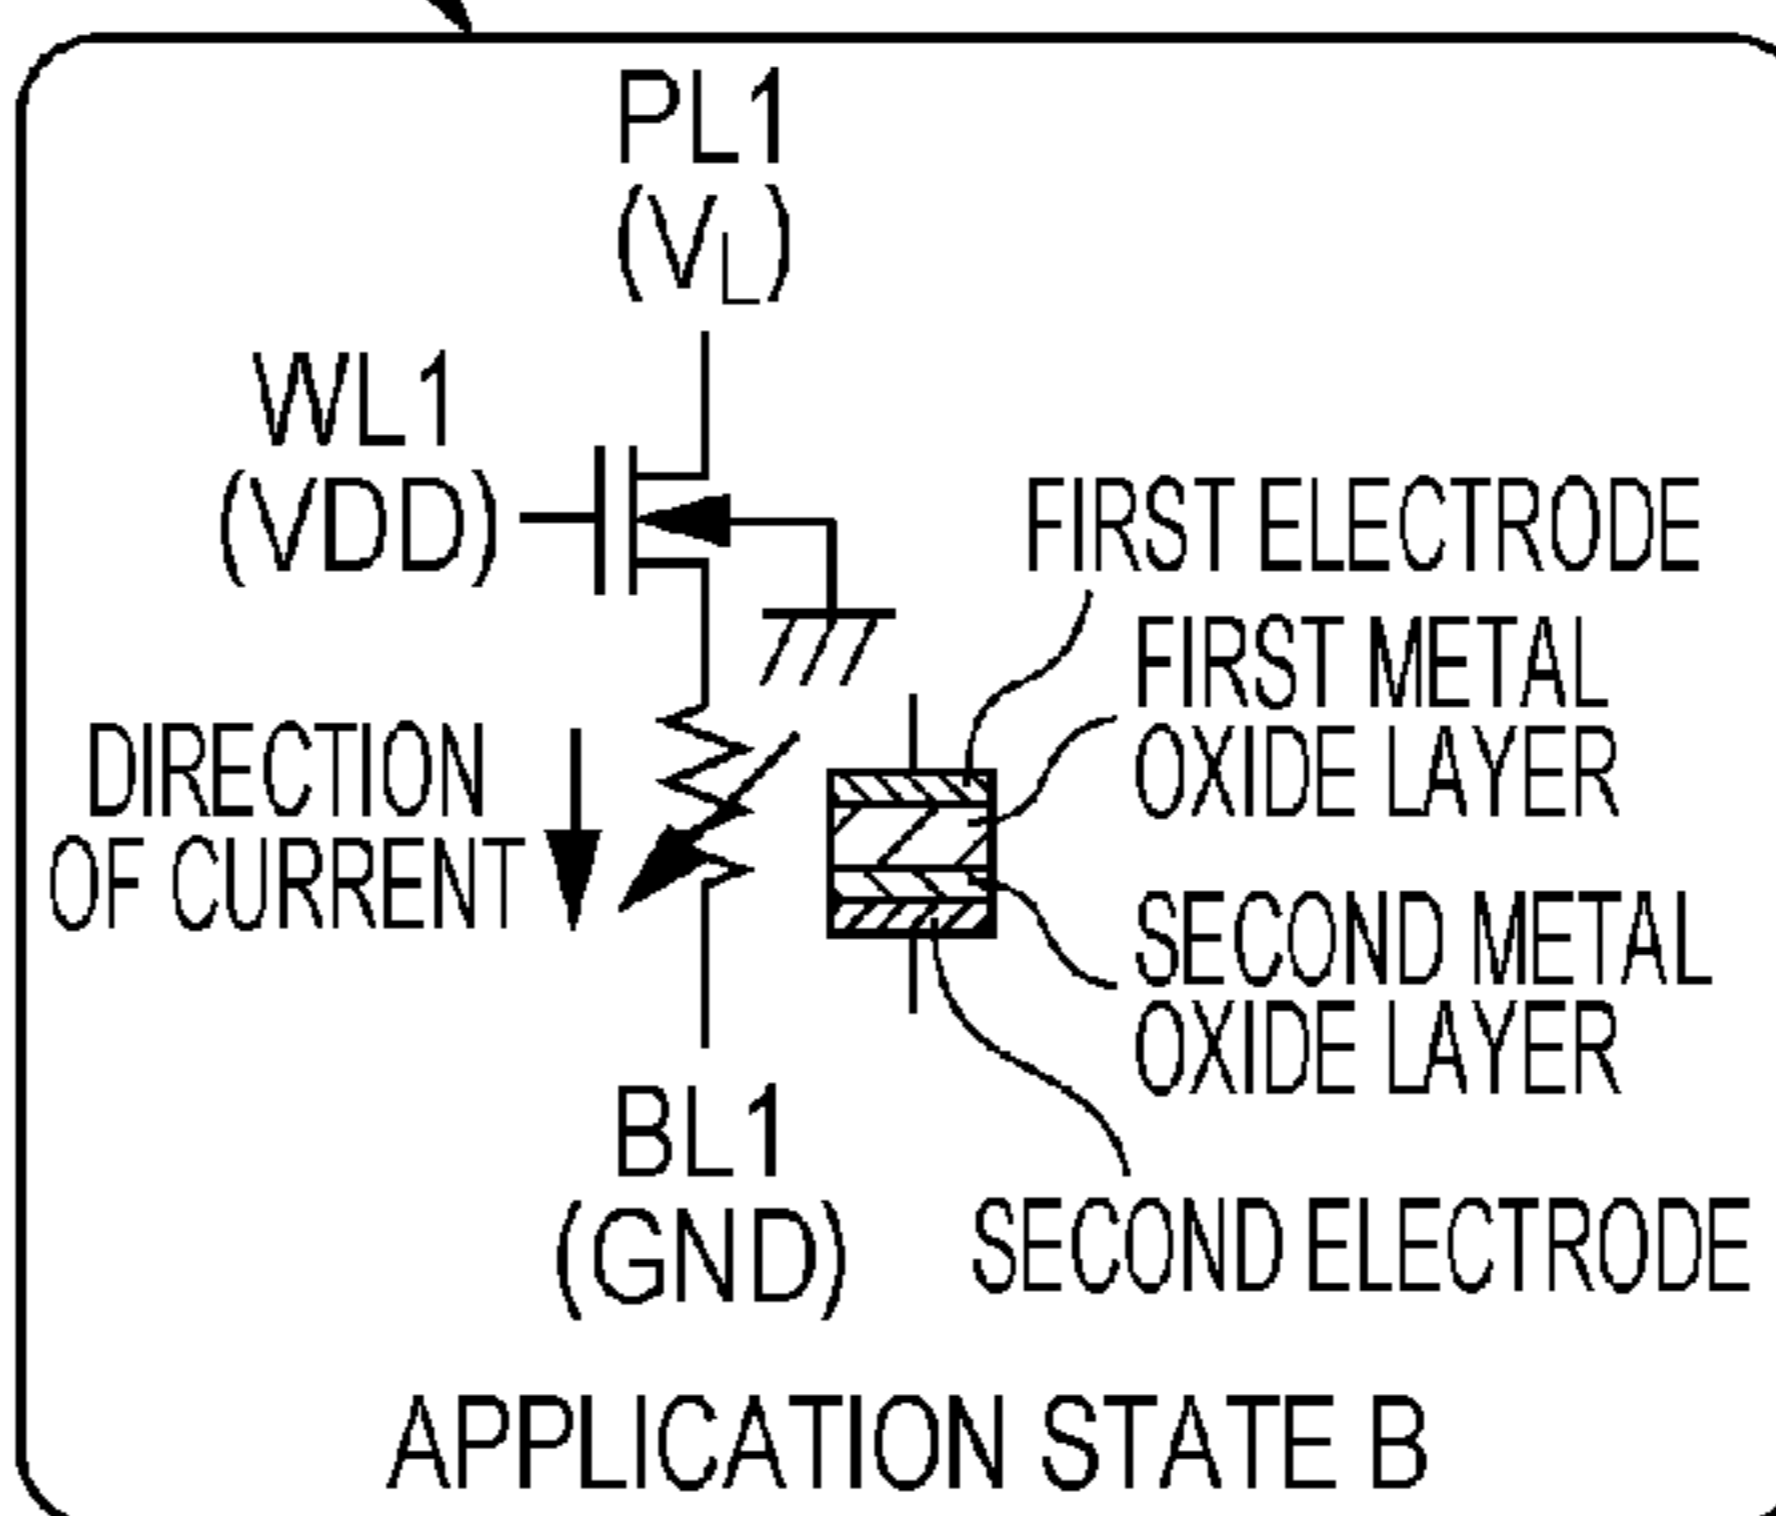 PL1
(VL)
WL1
(VDD)
FIRST ELECTRODE
FIRST METAL
OXIDE LAYER
DIRECTION
OF CURRENT
SECOND METAL
OXIDE LAYER
BL1
(GND)
SECOND ELECTRODE
APPLICATION STATE B